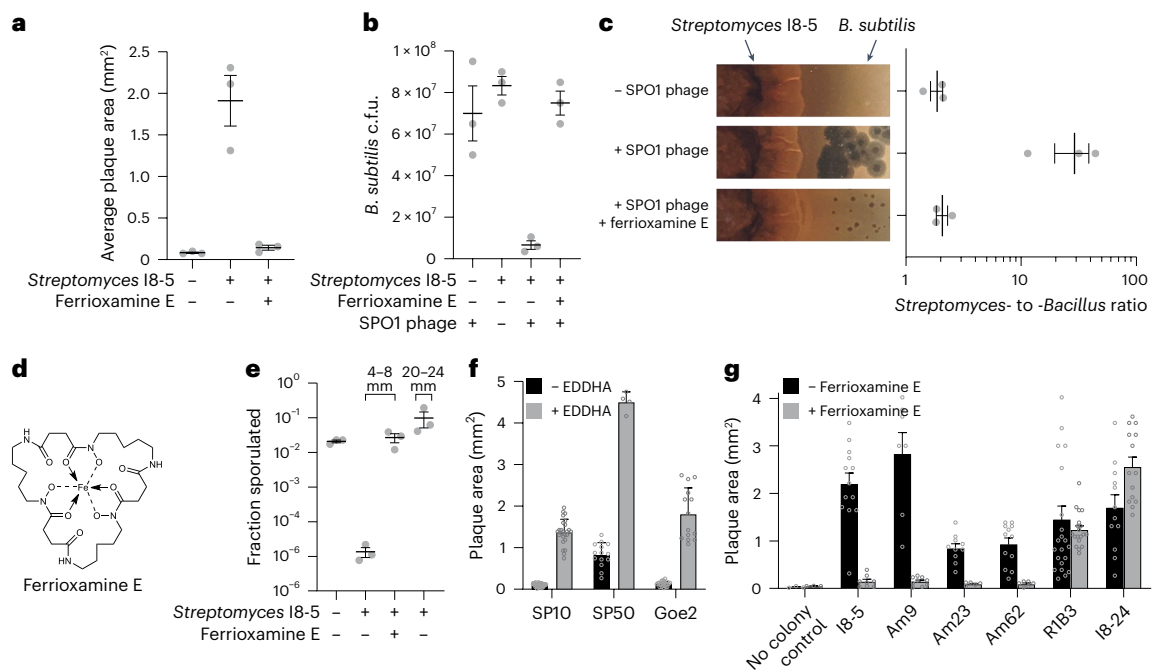 a
Average plaque area (mm²)
2.5
2.0
1.5
1.0
0.5
0
Streptomyces I8-5 – + +
Ferrioxamine E – – +
b
B. subtilis c.f.u.
1 × 10⁸
8 × 10⁷
6 × 10⁷
4 × 10⁷
2 × 10⁷
0
Streptomyces I8-5 – + + +
Ferrioxamine E – – – +
SPO1 phage + – + +
c
Streptomyces I8-5 B. subtilis
– SPO1 phage
+ SPO1 phage
+ SPO1 phage
+ ferrioxamine E
1 10 100
Streptomyces- to -Bacillus ratio
d
NH
O
O
N
O
O
NH
O
Fe
O
N
O
O
N
O
HN
Ferrioxamine E
e
4–8
mm
20–24
mm
Fraction sporulated
10⁰
10⁻¹
10⁻²
10⁻³
10⁻⁴
10⁻⁵
10⁻⁶
10⁻⁶
Streptomyces I8-5 – + + +
Ferrioxamine E – – + –
f
– EDDHA
+ EDDHA
Plaque area (mm²)
5
4
3
2
1
0
SP10 SP50 Goe2
g
– Ferrioxamine E
+ Ferrioxamine E
Plaque area (mm²)
4
3
2
1
0
No colony
control
I8-5
Am9
Am23
Am62
R1B3
I8-24